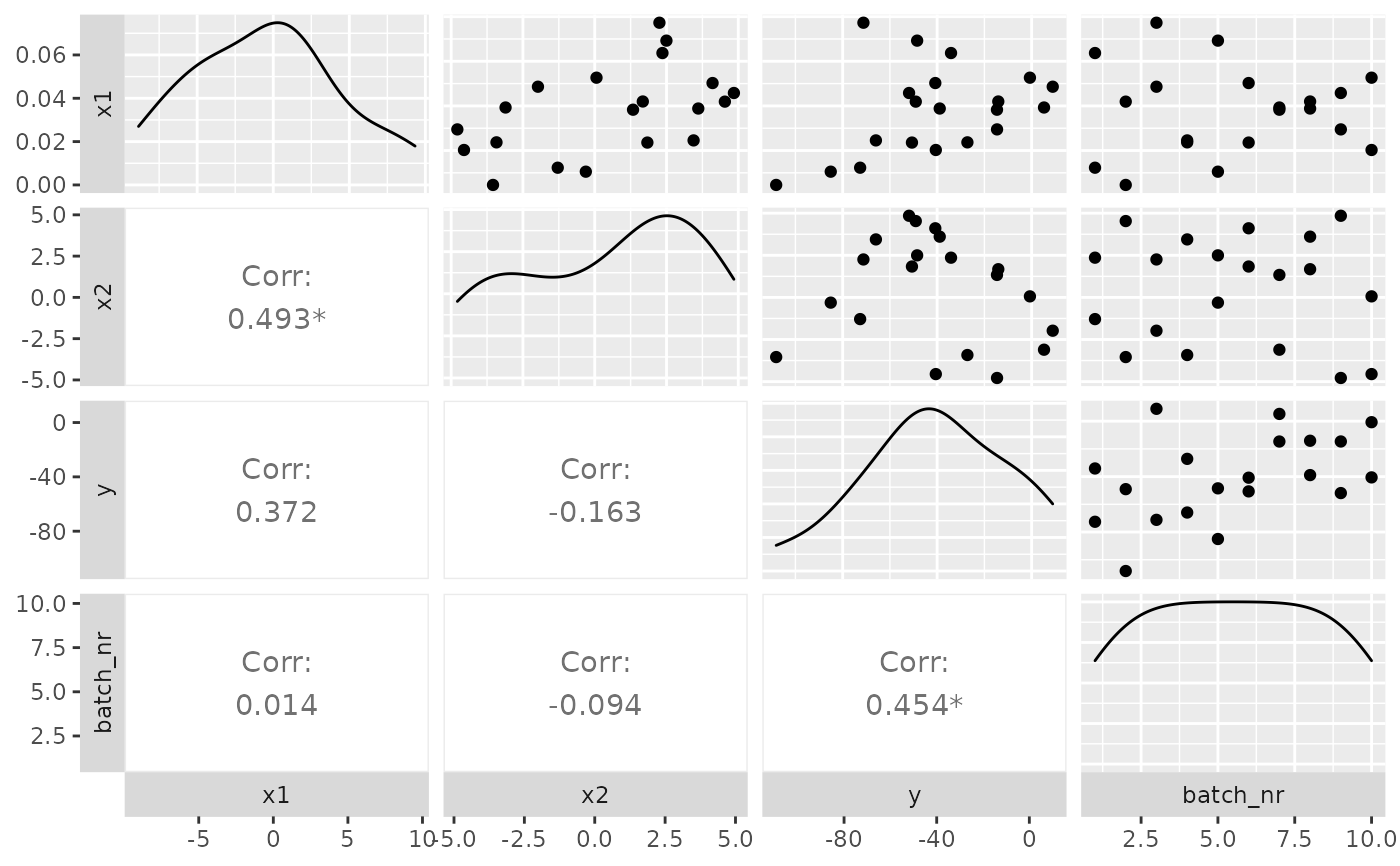 0.06
0.04
0.02
0.00
x1
5.0
2.5
0.0
-2.5
-5.0
x2
Corr:
0.493*
0
-40
-80
y
Corr:
0.372
Corr:
-0.163
10.0
7.5
5.0
2.5
batch_nr
Corr:
0.014
Corr:
-0.094
Corr:
0.454*
x1
x2
y
batch_nr
-5 0 5 10
-5.0 -2.5 0.0 2.5 5.0
-80 -40 0
2.5 5.0 7.5 10.0